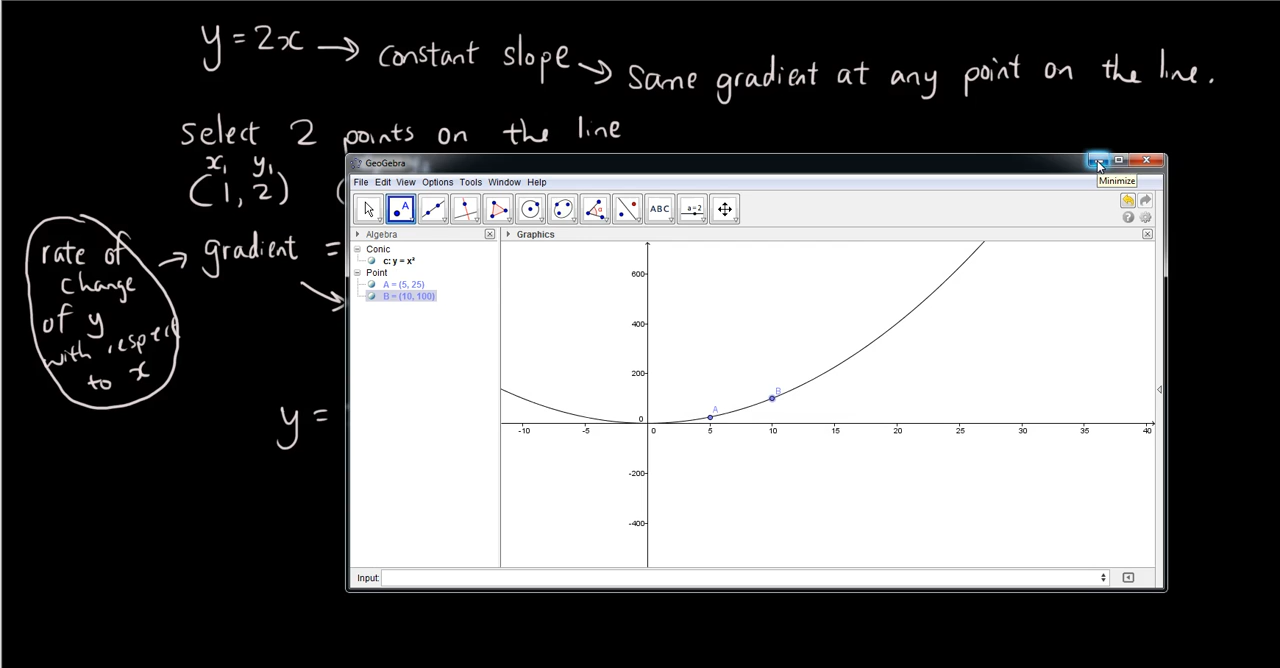 y = 2x → constant slope → Same gradient at any point on the line.
Select 2 points on the line
x₁ y₁
(1, 2) (
rate of change of y with respect to x → gradient =
y =
GeoGebra
Minimize
File Edit View Options Tools Window Help
A ABC a = 2
Algebra
Graphics
Conic
c: y = x²
Point
A = (5, 25)
B = (10, 100)
600
400
200
0
-200
-400
-10 -5 0 5 10 15 20 25 30 35 40
A
B
Input: